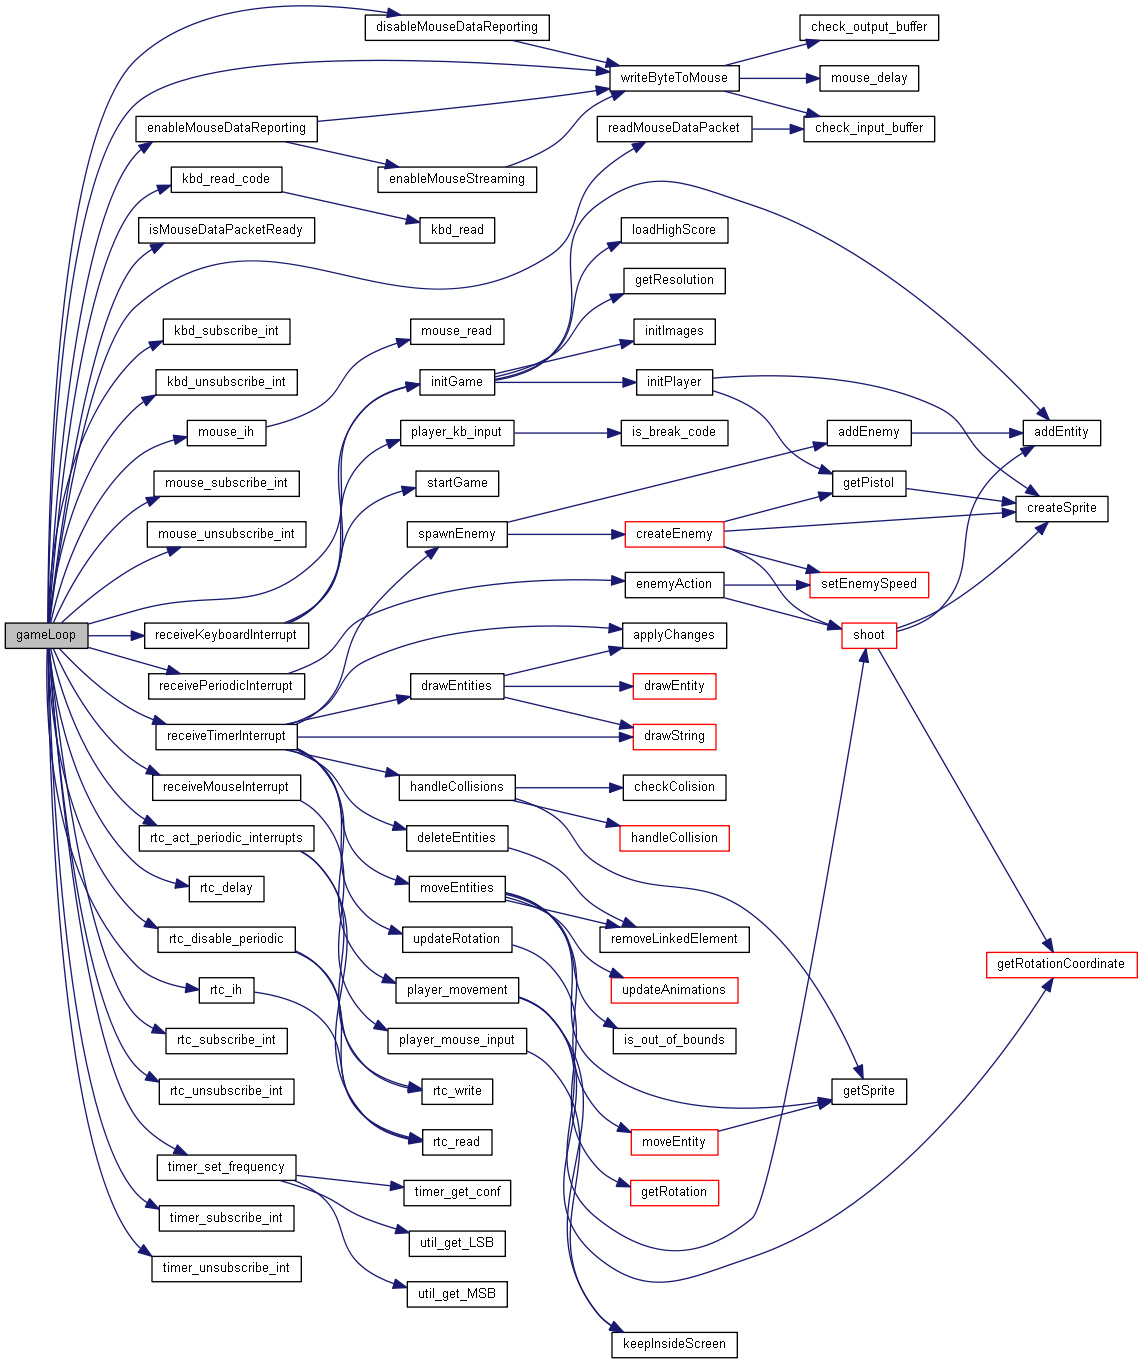 disableMouseDataReporting
check_output_buffer
writeByteToMouse
mouse_delay
enableMouseDataReporting
readMouseDataPacket
check_input_buffer
kbd_read_code
enableMouseStreaming
isMouseDataPacketReady
kbd_read
loadHighScore
getResolution
kbd_subscribe_int
mouse_read
initImages
kbd_unsubscribe_int
initGame
initPlayer
mouse_ih
player_kb_input
is_break_code
addEnemy
addEntity
mouse_subscribe_int
startGame
getPistol
createSprite
mouse_unsubscribe_int
spawnEnemy
createEnemy
enemyAction
setEnemySpeed
gameLoop
receiveKeyboardInterrupt
applyChanges
shoot
receivePeriodicInterrupt
drawEntities
drawEntity
receiveTimerInterrupt
drawString
receiveMouseInterrupt
handleCollisions
checkColision
rtc_act_periodic_interrupts
deleteEntities
handleCollision
rtc_delay
moveEntities
rtc_disable_periodic
updateRotation
removeLinkedElement
getRotationCoordinate
rtc_ih
player_movement
updateAnimations
rtc_subscribe_int
player_mouse_input
is_out_of_bounds
rtc_unsubscribe_int
rtc_write
getSprite
rtc_read
moveEntity
timer_set_frequency
timer_get_conf
getRotation
timer_subscribe_int
util_get_LSB
timer_unsubscribe_int
util_get_MSB
keepInsideScreen